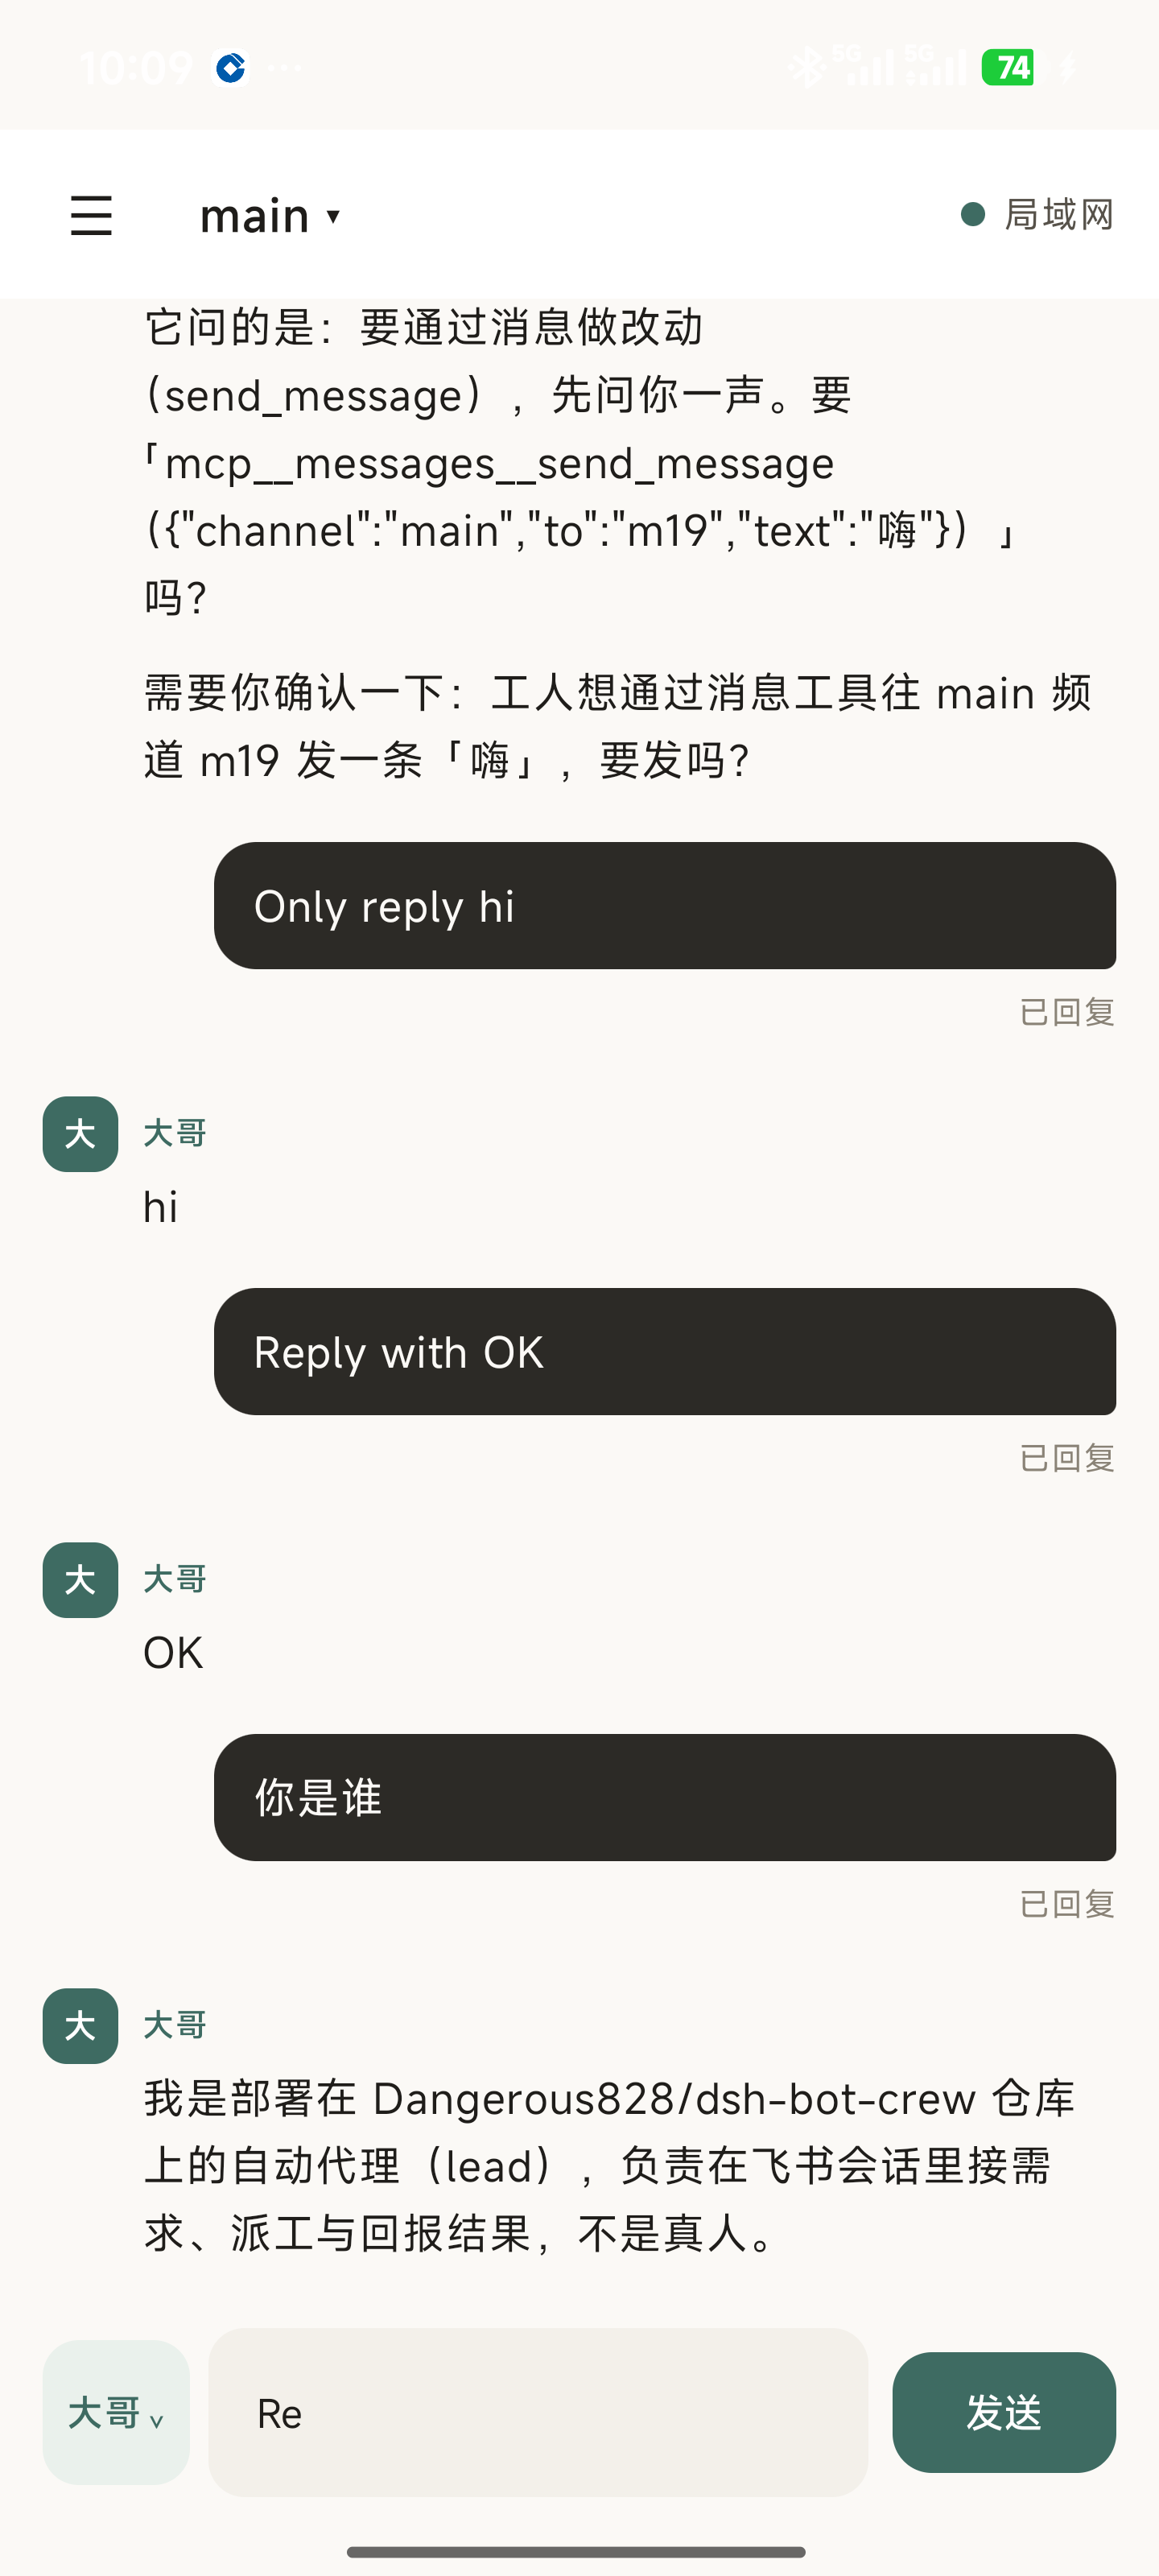 10:09 ...
5G 5G 74
main ▾
局域网
它问的是：要通过消息做改动
（send_message），先问你一声。要
「mcp__messages__send_message
（{"channel":"main","to":"m19","text":"嗨"}）」
吗？
需要你确认一下：工人想通过消息工具往 main 频
道 m19 发一条「嗨」，要发吗？
Only reply hi
已回复
大 大哥
hi
Reply with OK
已回复
大 大哥
OK
你是谁
已回复
大 大哥
我是部署在 Dangerous828/dsh-bot-crew 仓库
上的自动代理（lead），负责在飞书会话里接需
求、派工与回报结果，不是真人。
大哥
Re
发送